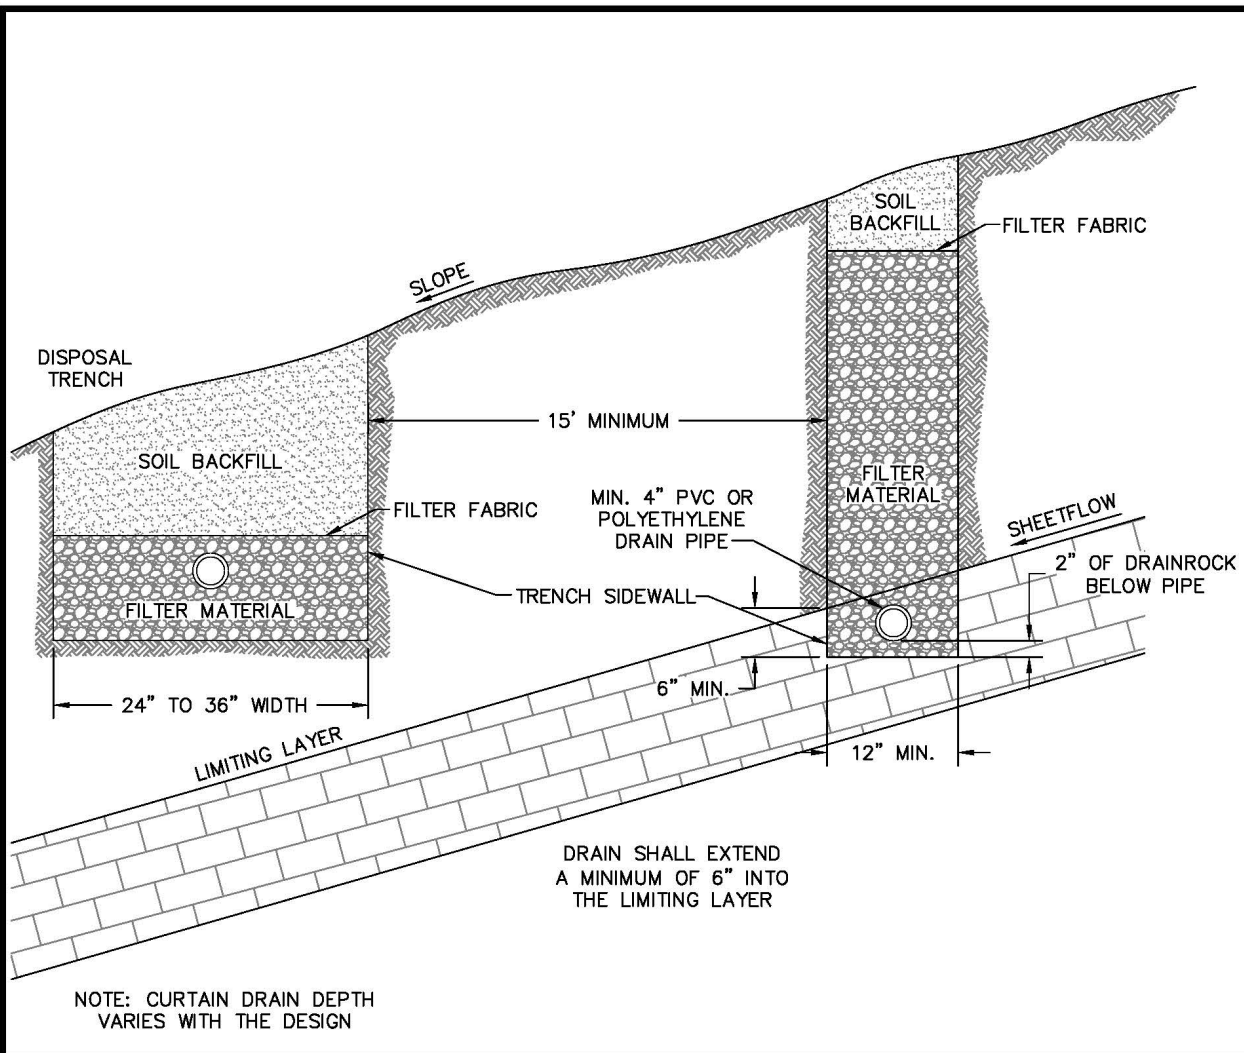 SOIL
BACKFILL
FILTER FABRIC
SLOPE
DISPOSAL
TRENCH
15' MINIMUM
SOIL BACKFILL
FILTER
MATERIAL
MIN. 4" PVC OR
POLYETHYLENE
DRAIN PIPE
FILTER FABRIC
SHEETFLOW
2" OF DRAINROCK
BELOW PIPE
TRENCH SIDEWALL
FILTER MATERIAL
6" MIN.
24" TO 36" WIDTH
LIMITING LAYER
12" MIN.
DRAIN SHALL EXTEND
A MINIMUM OF 6" INTO
THE LIMITING LAYER
NOTE: CURTAIN DRAIN DEPTH
VARIES WITH THE DESIGN